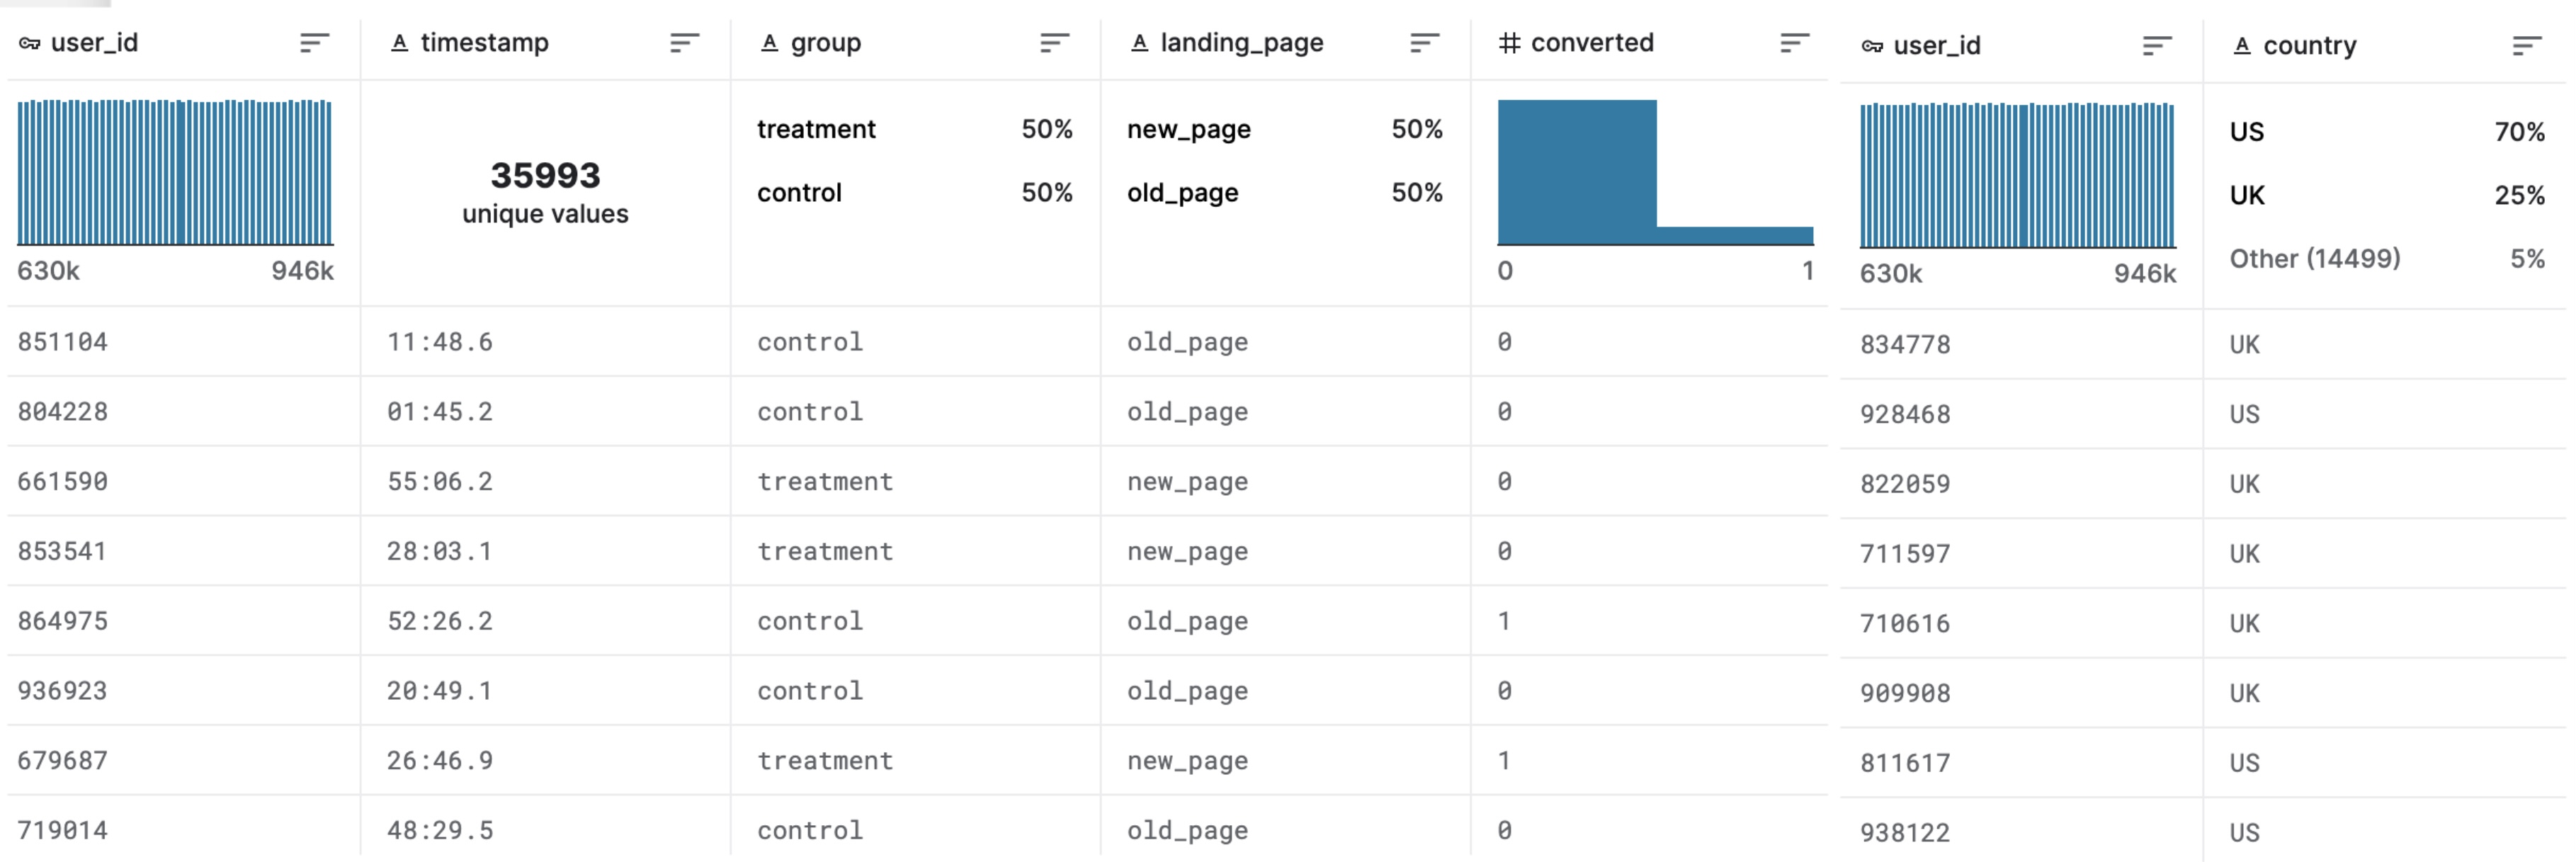 user_id timestamp group landing_page converted user_id country
35993
unique values
treatment 50%
control 50%
new_page 50%
old_page 50%
US 70%
UK 25%
Other (14499) 5%
630k 946k 0 1 630k 946k
851104 11:48.6 control old_page 0 834778 UK
804228 01:45.2 control old_page 0 928468 US
661590 55:06.2 treatment new_page 0 822059 UK
853541 28:03.1 treatment new_page 0 711597 UK
864975 52:26.2 control old_page 1 710616 UK
936923 20:49.1 control old_page 0 909908 UK
679687 26:46.9 treatment new_page 1 811617 US
719014 48:29.5 control old_page 0 938122 US